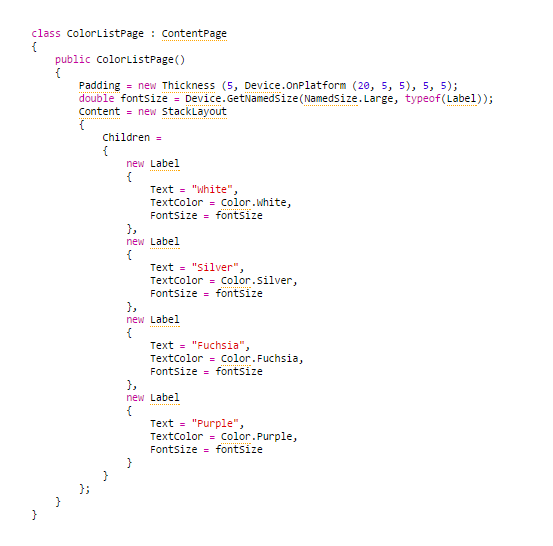 class ColorListPage : ContentPage
{
    public ColorListPage()
    {
        Padding = new Thickness (5, Device.OnPlatform (20, 5, 5), 5, 5);
        double fontSize = Device.GetNamedSize(NamedSize.Large, typeof(Label));
        Content = new StackLayout
        {
            Children =
            {
                new Label
                {
                    Text = "White",
                    TextColor = Color.White,
                    FontSize = fontSize
                },
                new Label
                {
                    Text = "Silver",
                    TextColor = Color.Silver,
                    FontSize = fontSize
                },
                new Label
                {
                    Text = "Fuchsia",
                    TextColor = Color.Fuchsia,
                    FontSize = fontSize
                },
                new Label
                {
                    Text = "Purple",
                    TextColor = Color.Purple,
                    FontSize = fontSize
                }
            }
        };
    }
}